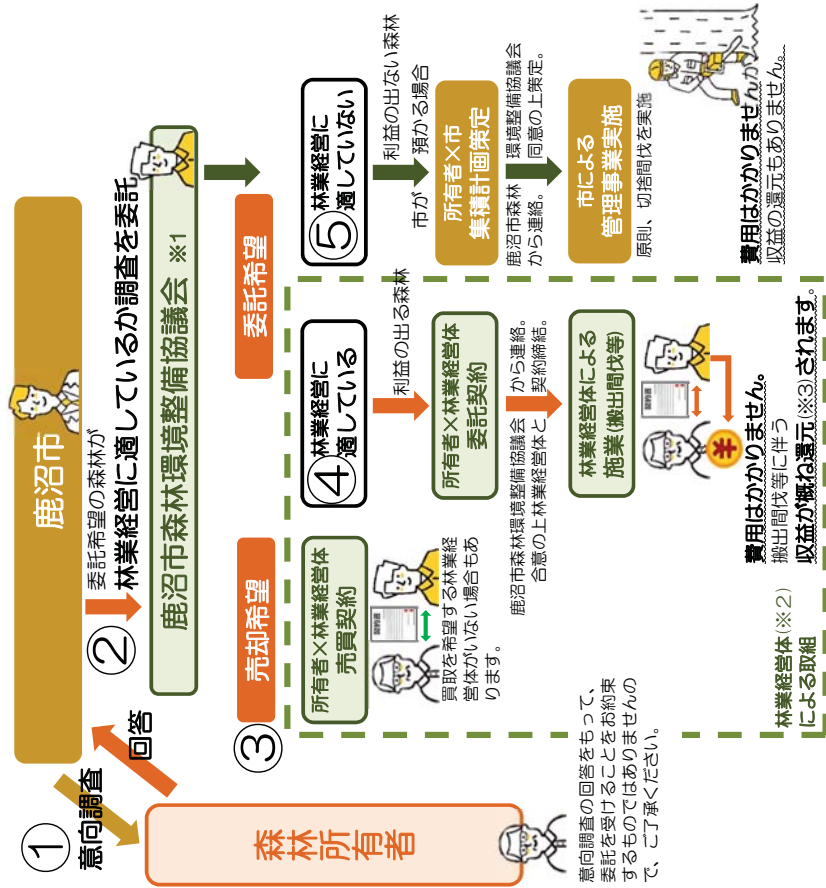 鹿沼市
①
意向調査
回答
森林所有者
意向調査の回答をもって、
委託を受けることをお約束
するものではありませんの
で、ご了承ください。
②
委託希望の森林が
林業経営に適しているか調査を委託
鹿沼市森林環境整備協議会 ※1
③
売却希望
所有者×林業経営体
売買契約
契約書
買取を希望する林業経
営体がいない場合もあ
ります。
委託希望
④
林業経営に
適している
利益の出る森林
所有者×林業経営体
委託契約
鹿沼市森林環境整備協議会から連絡。
合意の上林業経営体と契約締結。
林業経営体による
施業(搬出間伐等)
契約書
¥
費用はかかりません。
搬出間伐等に伴う
収益が概ね還元(※3)されます。
林業経営体(※2)
による取組
⑤
林業経営に
適していない
利益の出ない森林
市が預かる場合
所有者×市
集積計画策定
鹿沼市森林環境整備協議会
から連絡。同意の上策定。
市による
管理事業実施
原則、切捨間伐を実施
費用はかかりませんが
収益の還元もありません。